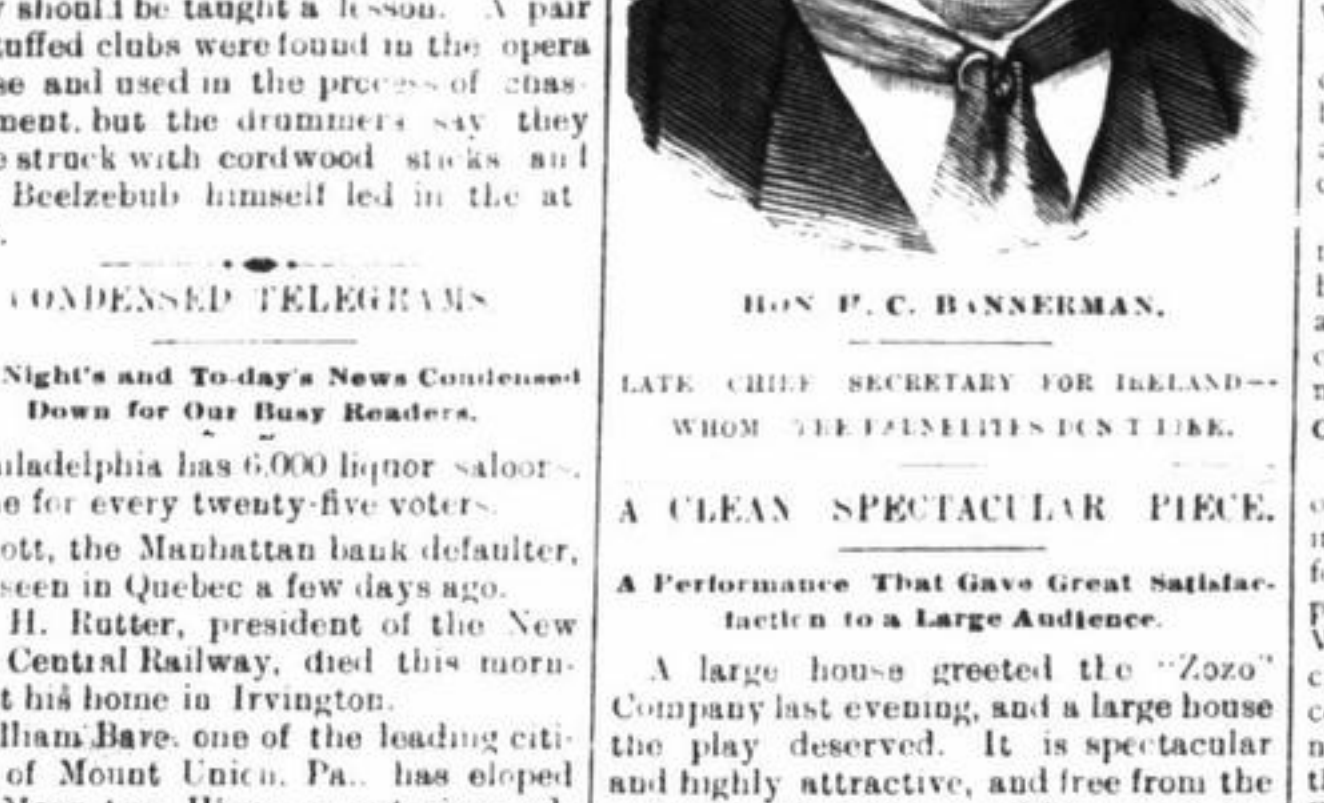 should be taught a lesson. A pair
tuffed clubs were found in the opera
se and used in the process of chas-
ment, but the drummers say they
e struck with cordwood sticks and
Beelzebub himself led in the at
CONDENSED TELEGRAMS
Night's and To-day's News Condensed
Down for Our Busy Readers.
iladelphia has 6,000 liquor saloons.
e for every twenty-five voters.
ott, the Manhattan bank defaulter,
seen in Quebec a few days ago.
H. Rutter, president of the New
Central Railway, died this morn-
t his home in Irvington.
lliam Bare, one of the leading citi-
of Mount Union, Pa., has eloped
HON W. C. BANNERMAN.
LATE CHIEF SECRETARY FOR IRELAND—
WHOM THE PARNELLITES DON'T LIKE.
A CLEAN SPECTACULAR PIECE.
A Performance That Gave Great Satisfac-
faction to a Large Audience.
A large house greeted the "Zozo"
Company last evening, and a large house
the play deserved. It is spectacular
and highly attractive, and free from the